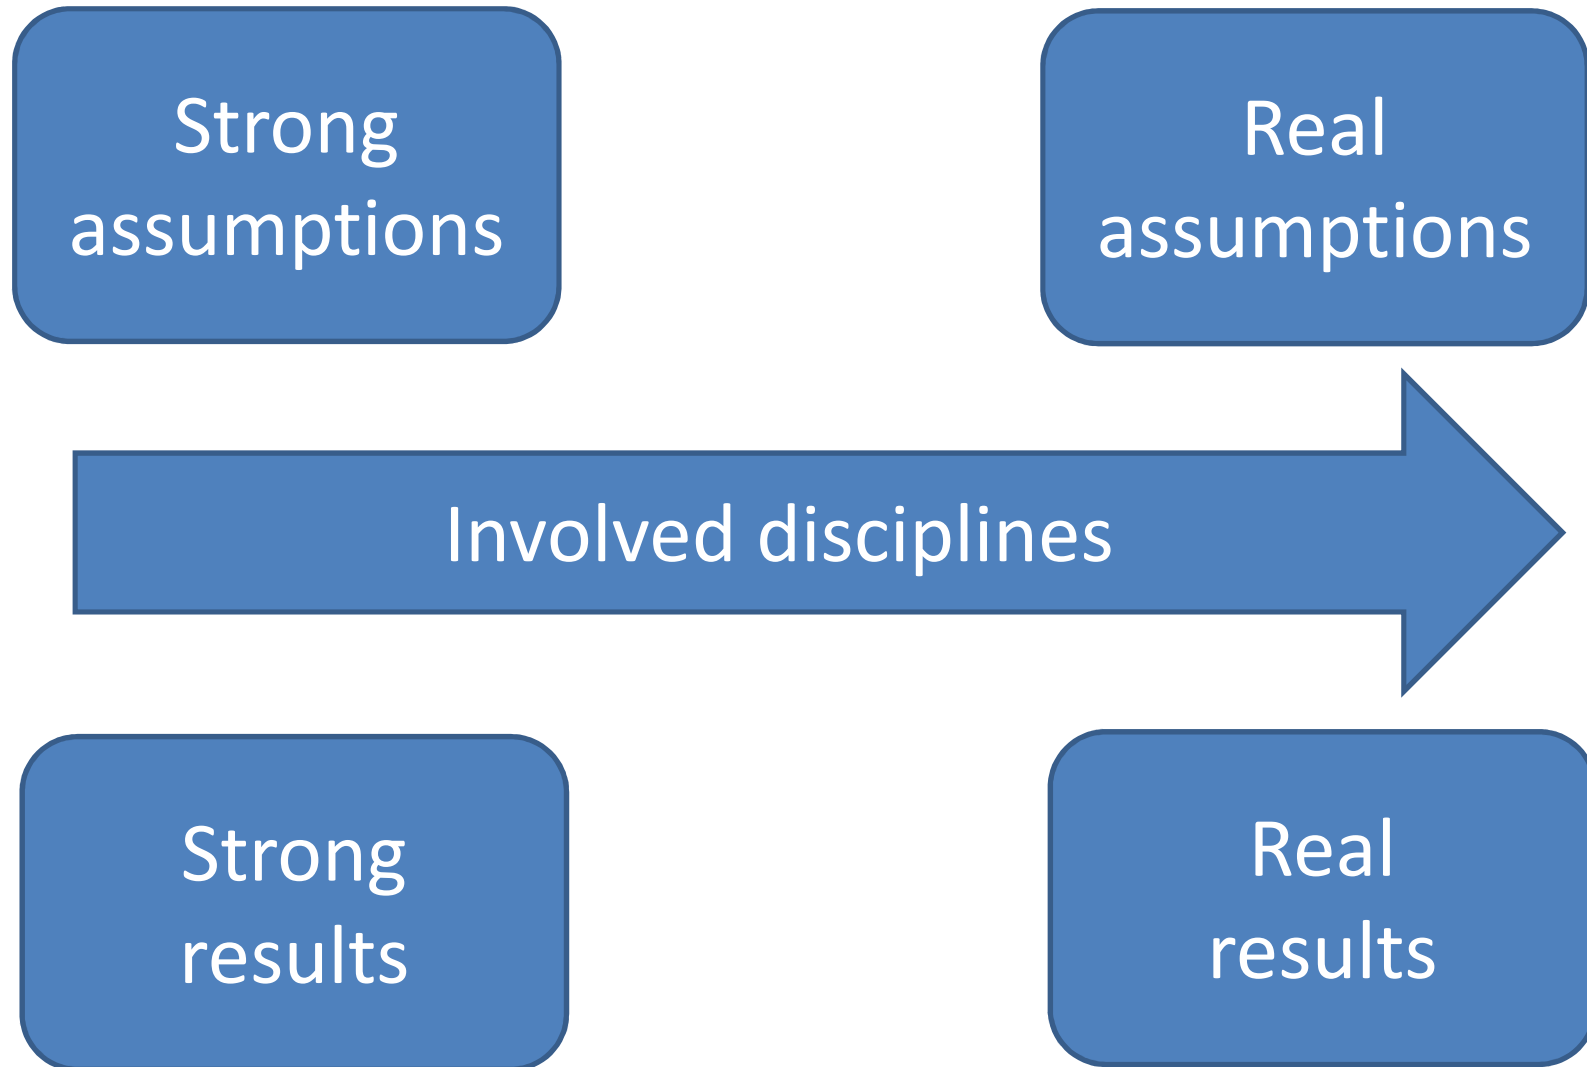 Strong
assumptions
Real
assumptions
Involved disciplines
Strong
results
Real
results